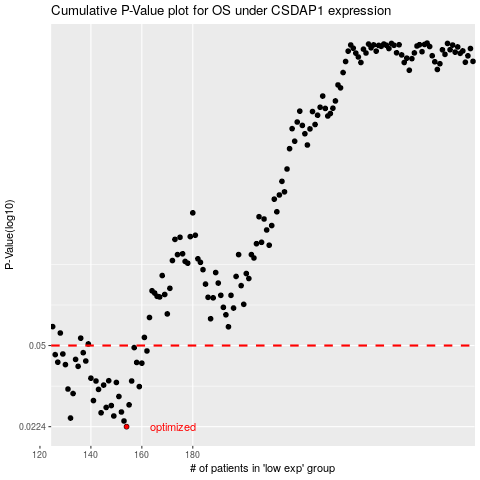 Cumulative P-Value plot for OS under CSDAP1 expression
P-Value(log10)
0.05
0.0224
optimized
120 140 160 180
# of patients in 'low exp' group